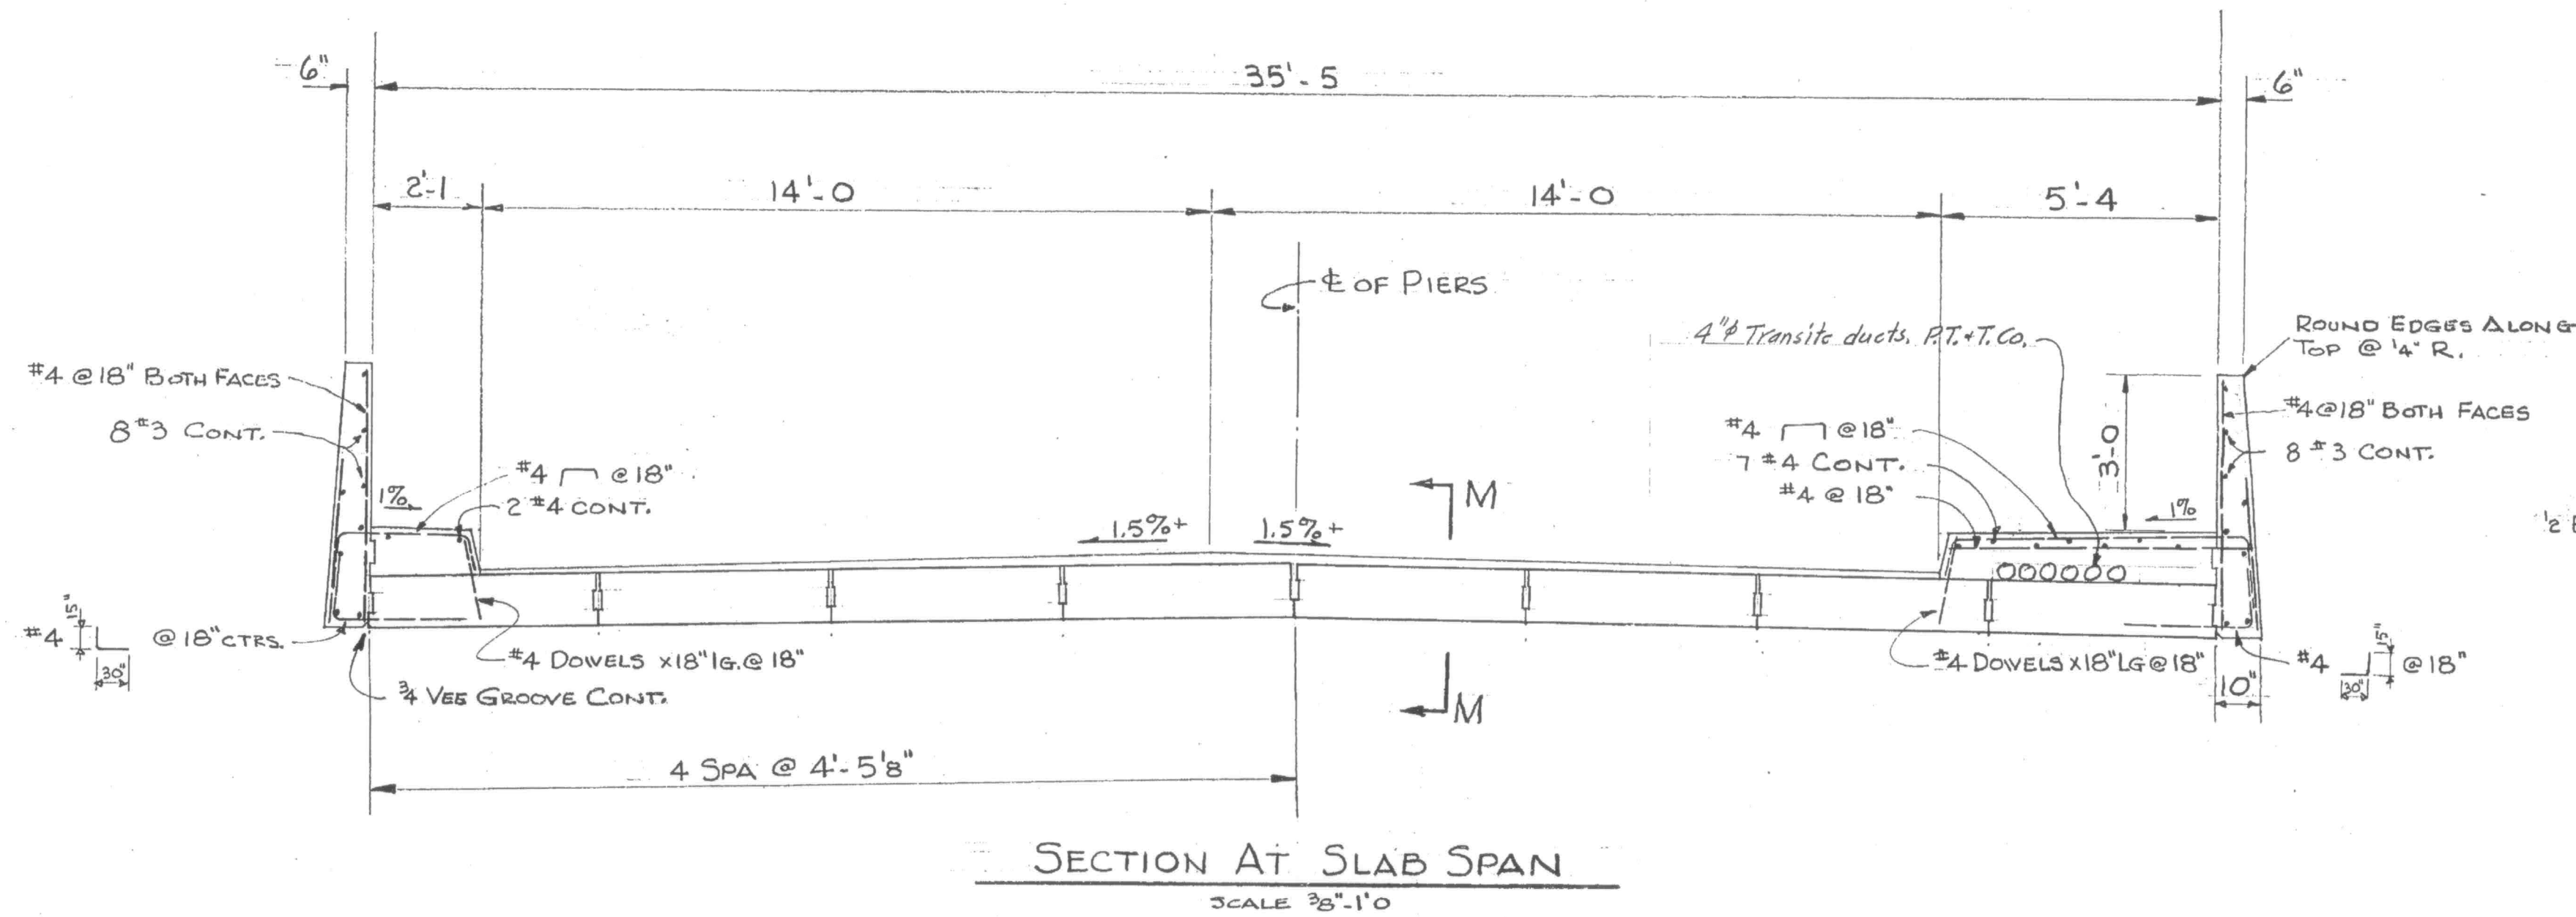 6"
35'-5
6"
2'-1
14'-0
14'-0
5'-4
℄ OF PIERS
4"ϕ Transite ducts, P.T.+T.Co.
ROUND EDGES ALONG
TOP @ 1/4" R.
#4 @ 18" BOTH FACES
8 #3 CONT.
#4 @ 18"
2 #4 CONT.
1%
1.5%+
1.5%+
M
#4 @ 18"
7 #4 CONT.
#4 @ 18"
3'-0
1%
#4 @ 18" BOTH FACES
8 #3 CONT.
#4 15" 30" @ 18" CTRS.
#4 DOWELS x 18" LG. @ 18"
3/4 VEE GROOVE CONT.
M
#4 DOWELS x 18" LG @ 18"
10"
#4 15" 30" @ 18"
4 SPA @ 4'-5 1/8"
SECTION AT SLAB SPAN
SCALE 3/8"-1'0